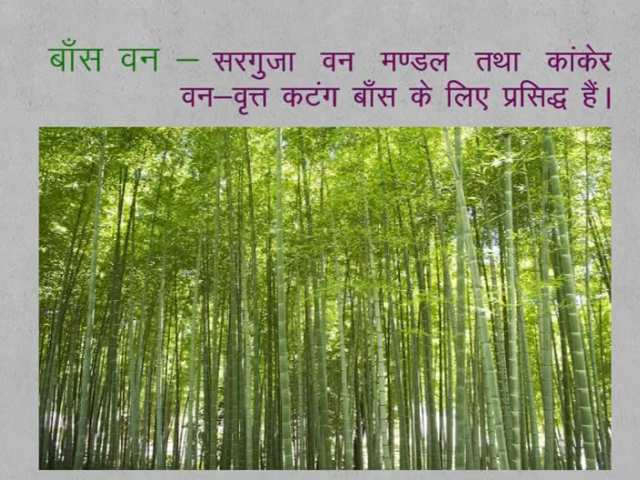 बाँस वन – सरगुजा वन मण्डल तथा कांकेर
वन–वृत्त कटंग बाँस के लिए प्रसिद्ध हैं।